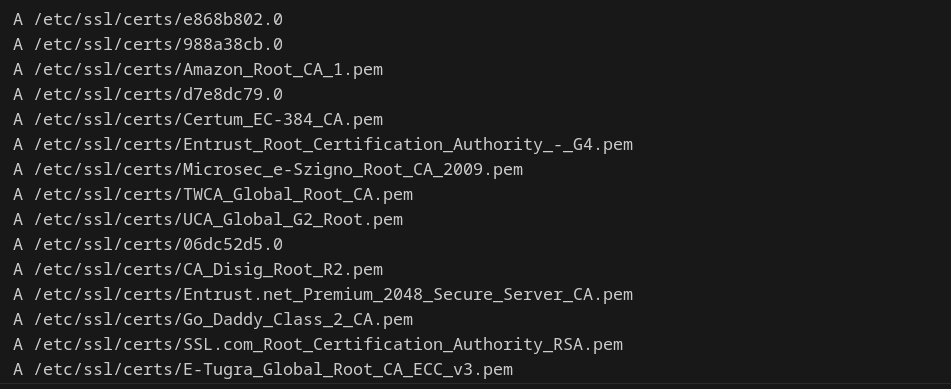 A /etc/ssl/certs/e868b802.0
A /etc/ssl/certs/988a38cb.0
A /etc/ssl/certs/Amazon_Root_CA_1.pem
A /etc/ssl/certs/d7e8dc79.0
A /etc/ssl/certs/Certum_EC-384_CA.pem
A /etc/ssl/certs/Entrust_Root_Certification_Authority_-_G4.pem
A /etc/ssl/certs/Microsec_e-Szigno_Root_CA_2009.pem
A /etc/ssl/certs/TWCA_Global_Root_CA.pem
A /etc/ssl/certs/UCA_Global_G2_Root.pem
A /etc/ssl/certs/06dc52d5.0
A /etc/ssl/certs/CA_Disig_Root_R2.pem
A /etc/ssl/certs/Entrust.net_Premium_2048_Secure_Server_CA.pem
A /etc/ssl/certs/Go_Daddy_Class_2_CA.pem
A /etc/ssl/certs/SSL.com_Root_Certification_Authority_RSA.pem
A /etc/ssl/certs/E-Tugra_Global_Root_CA_ECC_v3.pem